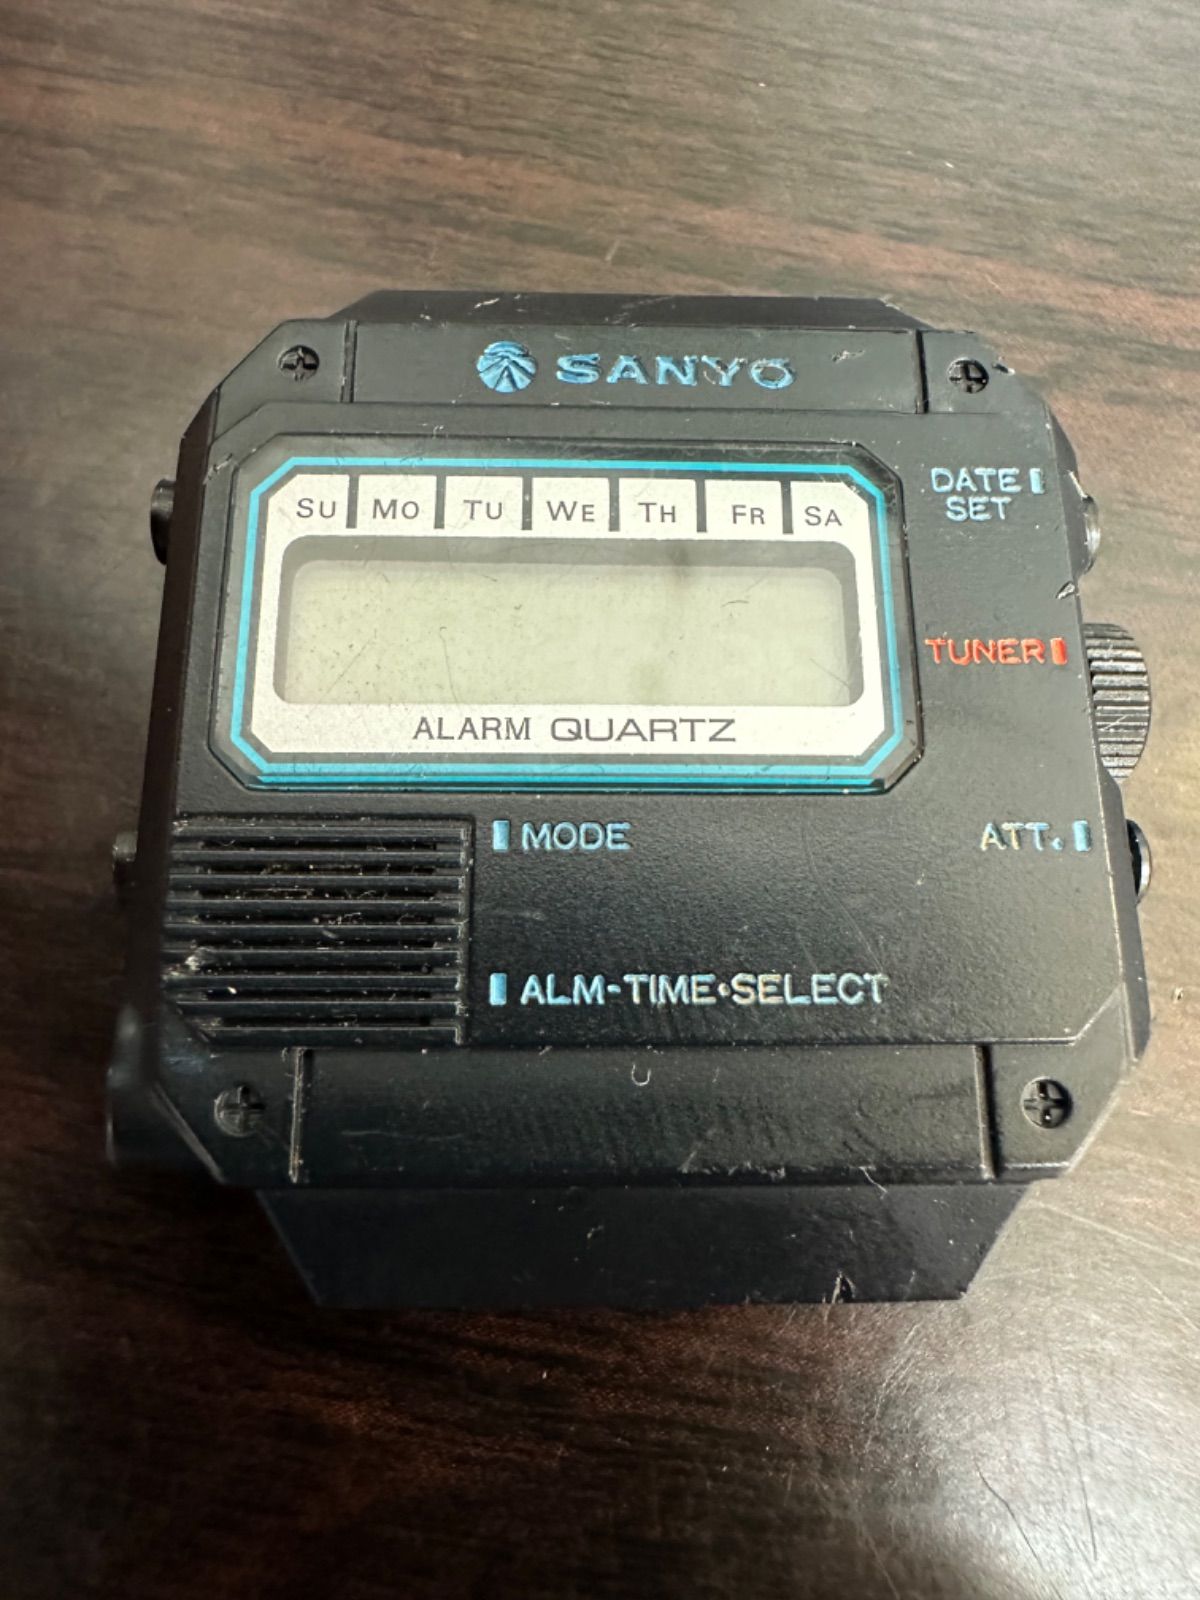 SANYO
SU MO TU WE TH FR SA
ALARM QUARTZ
DATE
SET
TUNER
MODE
ATT.
ALM-TIME•SELECT